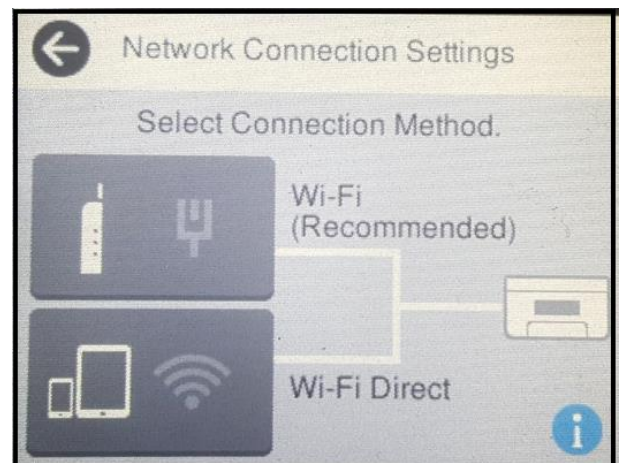 Network Connection Settings
Select Connection Method.
Wi-Fi
(Recommended)
Wi-Fi Direct
i